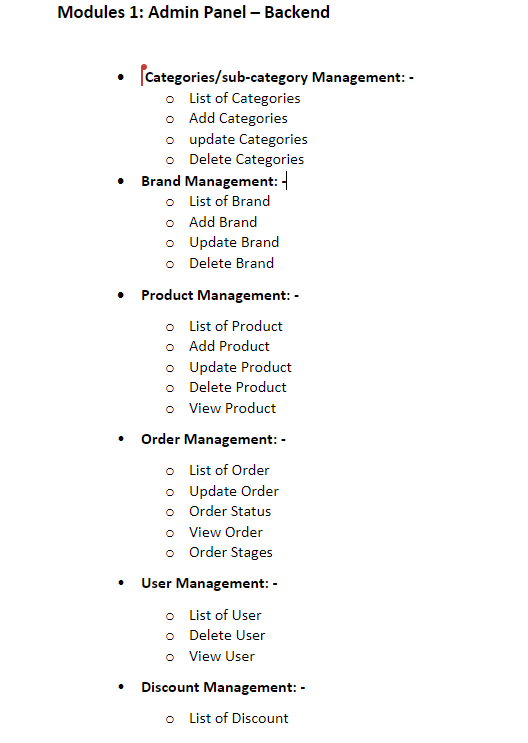 Modules 1: Admin Panel – Backend
• Categories/sub-category Management: -
o List of Categories
o Add Categories
o update Categories
o Delete Categories
• Brand Management: -
o List of Brand
o Add Brand
o Update Brand
o Delete Brand
• Product Management: -
o List of Product
o Add Product
o Update Product
o Delete Product
o View Product
• Order Management: -
o List of Order
o Update Order
o Order Status
o View Order
o Order Stages
• User Management: -
o List of User
o Delete User
o View User
• Discount Management: -
o List of Discount